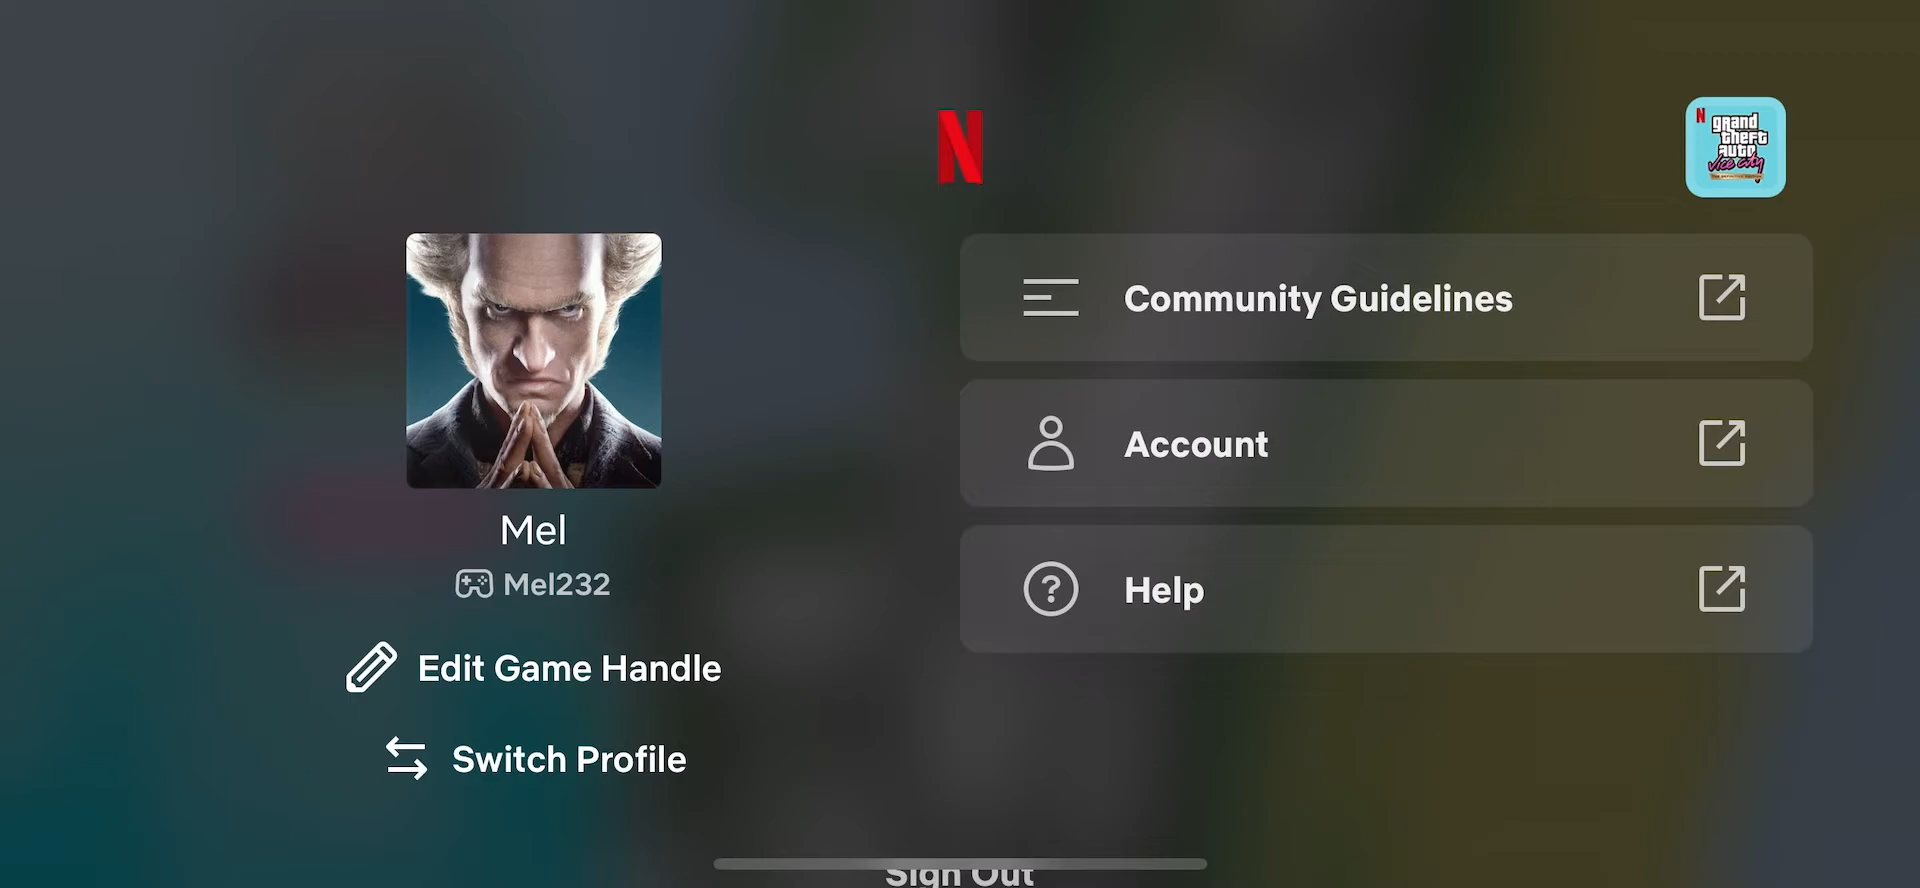 N
N
grand
theft
auto
vice city
Community Guidelines
Account
Mel
Mel232
Help
Edit Game Handle
Switch Profile
Sign Out